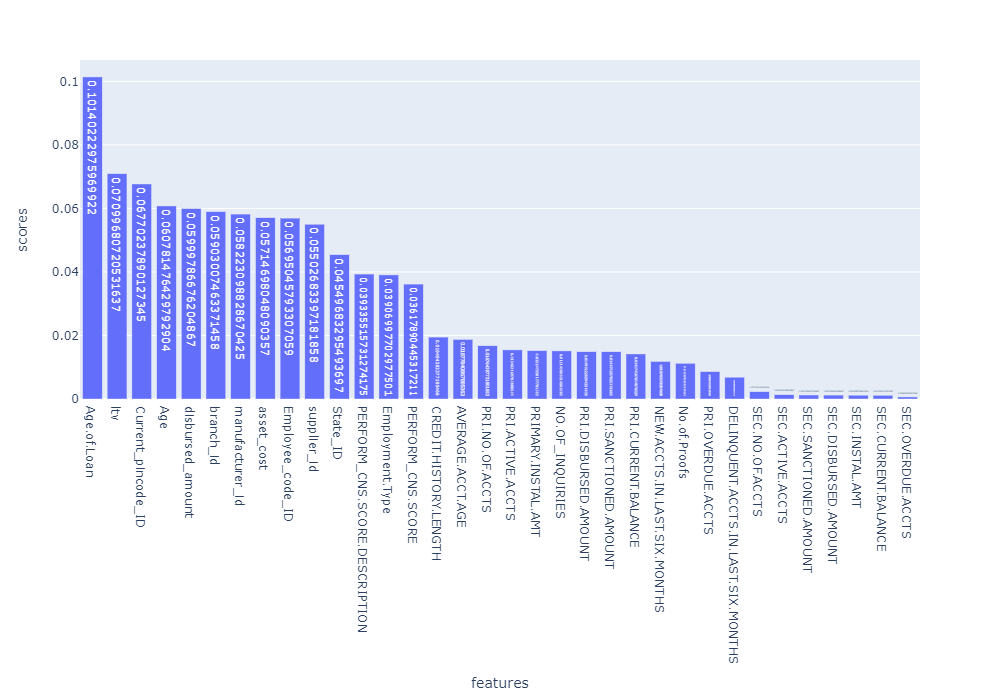 0.1
0.08
0.06
0.04
0.02
0
scores
0.10140222975969922
0.07099680720531637
0.06770237890127345
0.060781476429792904
0.05999786676204867
0.05903007463371458
0.058223098828670425
0.05714698048090357
0.05695045793307059
0.05502683397181858
0.04549683295493697
0.03933551573127​4175
0.03906997702977501
0.03617890445317211
Age.of.Loan
ltv
Current_pincode_ID
Age
disbursed_amount
branch_id
manufacturer_id
asset_cost
Employee_code_ID
supplier_id
State_ID
PERFORM_CNS.SCORE.DESCRIPTION
Employment.Type
PERFORM_CNS.SCORE
CREDIT.HISTORY.LENGTH
AVERAGE.ACCT.AGE
PRI.NO.OF.ACCTS
PRI.ACTIVE.ACCTS
PRIMARY.INSTAL.AMT
NO.OF_INQUIRIES
PRI.DISBURSED.AMOUNT
PRI.SANCTIONED.AMOUNT
PRI.CURRENT.BALANCE
NEW.ACCTS.IN.LAST.SIX.MONTHS
No.of.Proofs
PRI.OVERDUE.ACCTS
DELINQUENT.ACCTS.IN.LAST.SIX.MONTHS
SEC.NO.OF.ACCTS
SEC.ACTIVE.ACCTS
SEC.SANCTIONED.AMOUNT
SEC.DISBURSED.AMOUNT
SEC.INSTAL.AMT
SEC.CURRENT.BALANCE
SEC.OVERDUE.ACCTS
features